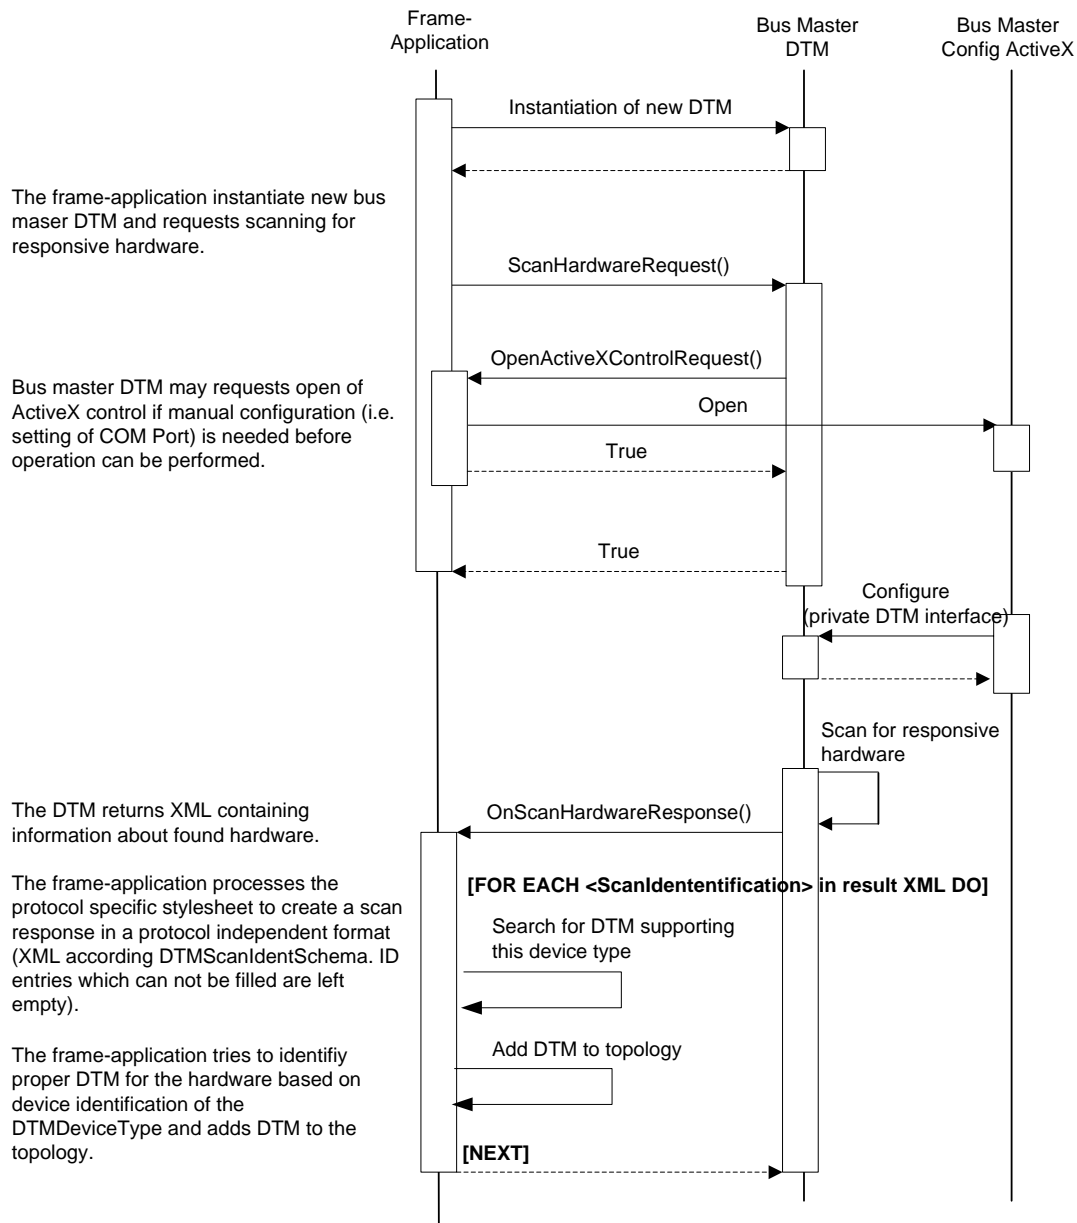 Frame-
Application
Bus Master
DTM
Bus Master
Config ActiveX
Instantiation of new DTM
The frame-application instantiate new bus
maser DTM and requests scanning for
responsive hardware.
ScanHardwareRequest()
OpenActiveXControlRequest()
Bus master DTM may requests open of
ActiveX control if manual configuration (i.e.
setting of COM Port) is needed before
operation can be performed.
Open
True
True
Configure
(private DTM interface)
Scan for responsive
hardware
The DTM returns XML containing
information about found hardware.
OnScanHardwareResponse()
The frame-application processes the
protocol specific stylesheet to create a scan
response in a protocol independent format
(XML according DTMScanIdentSchema. ID
entries which can not be filled are left
empty).
[FOR EACH <ScanIdententification> in result XML DO]
Search for DTM supporting
this device type
The frame-application tries to identifiy
proper DTM for the hardware based on
device identification of the
DTMDeviceType and adds DTM to the
topology.
Add DTM to topology
[NEXT]